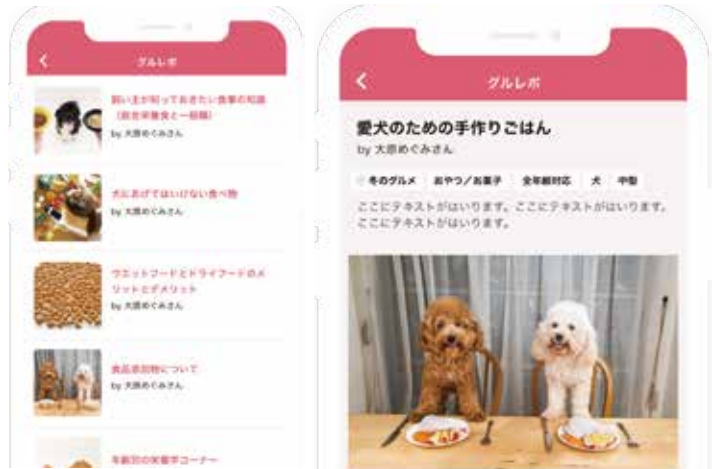 グルレポ
飼い主が知っておきたい食事の知識
(総合栄養食と一般職)
by 大原めぐみさん
犬にあげてはいけない食べ物
by 大原めぐみさん
ウエットフードとドライフードのメ
リットとデメリット
by 大原めぐみさん
食品添加物について
by 大原めぐみさん
年齢別の栄養学コーナー
グルレポ
愛犬のための手作りごはん
by 大原めぐみさん
冬のグルメ おやつ/お菓子 全年齢対応 犬 中型
ここにテキストがはいります。ここにテキストがはいります。
ここにテキストがはいります。